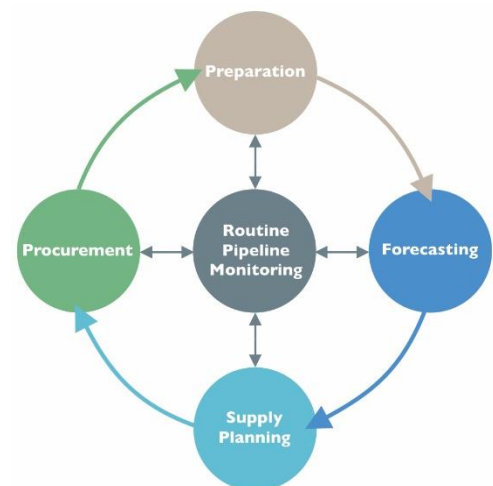 Preparation
Procurement
Routine
Pipeline
Monitoring
Forecasting
Supply
Planning